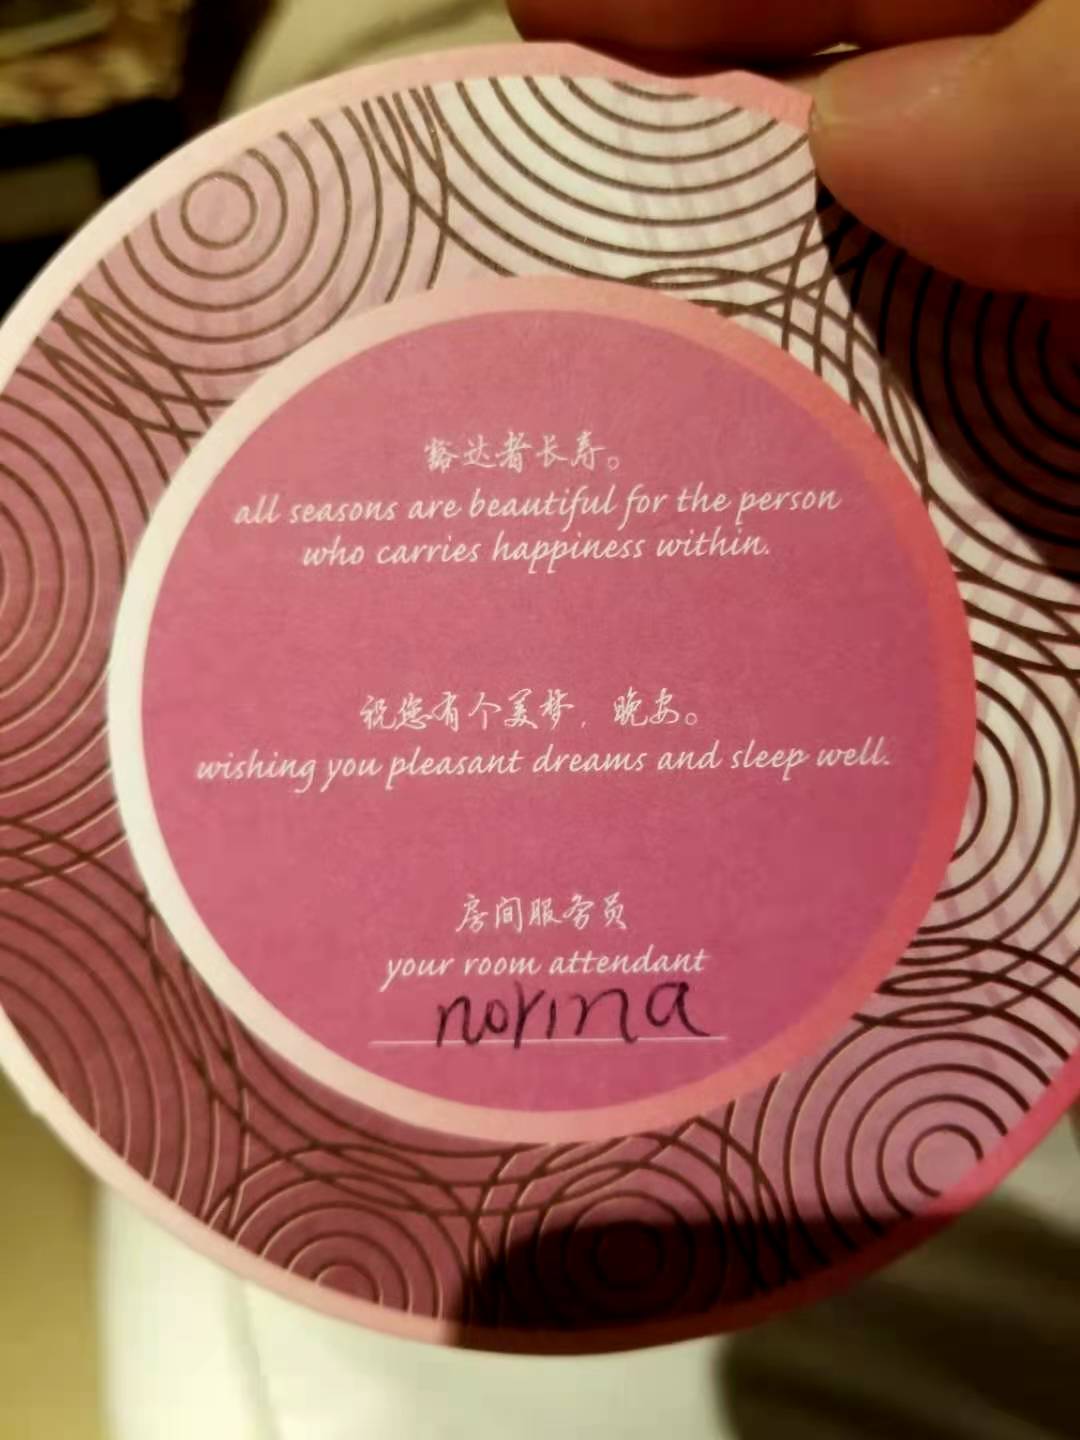 豁达者长寿。
all seasons are beautiful for the person
who carries happiness within.
祝您有个美梦，晚安。
wishing you pleasant dreams and sleep well.
房间服务员
your room attendant
norina